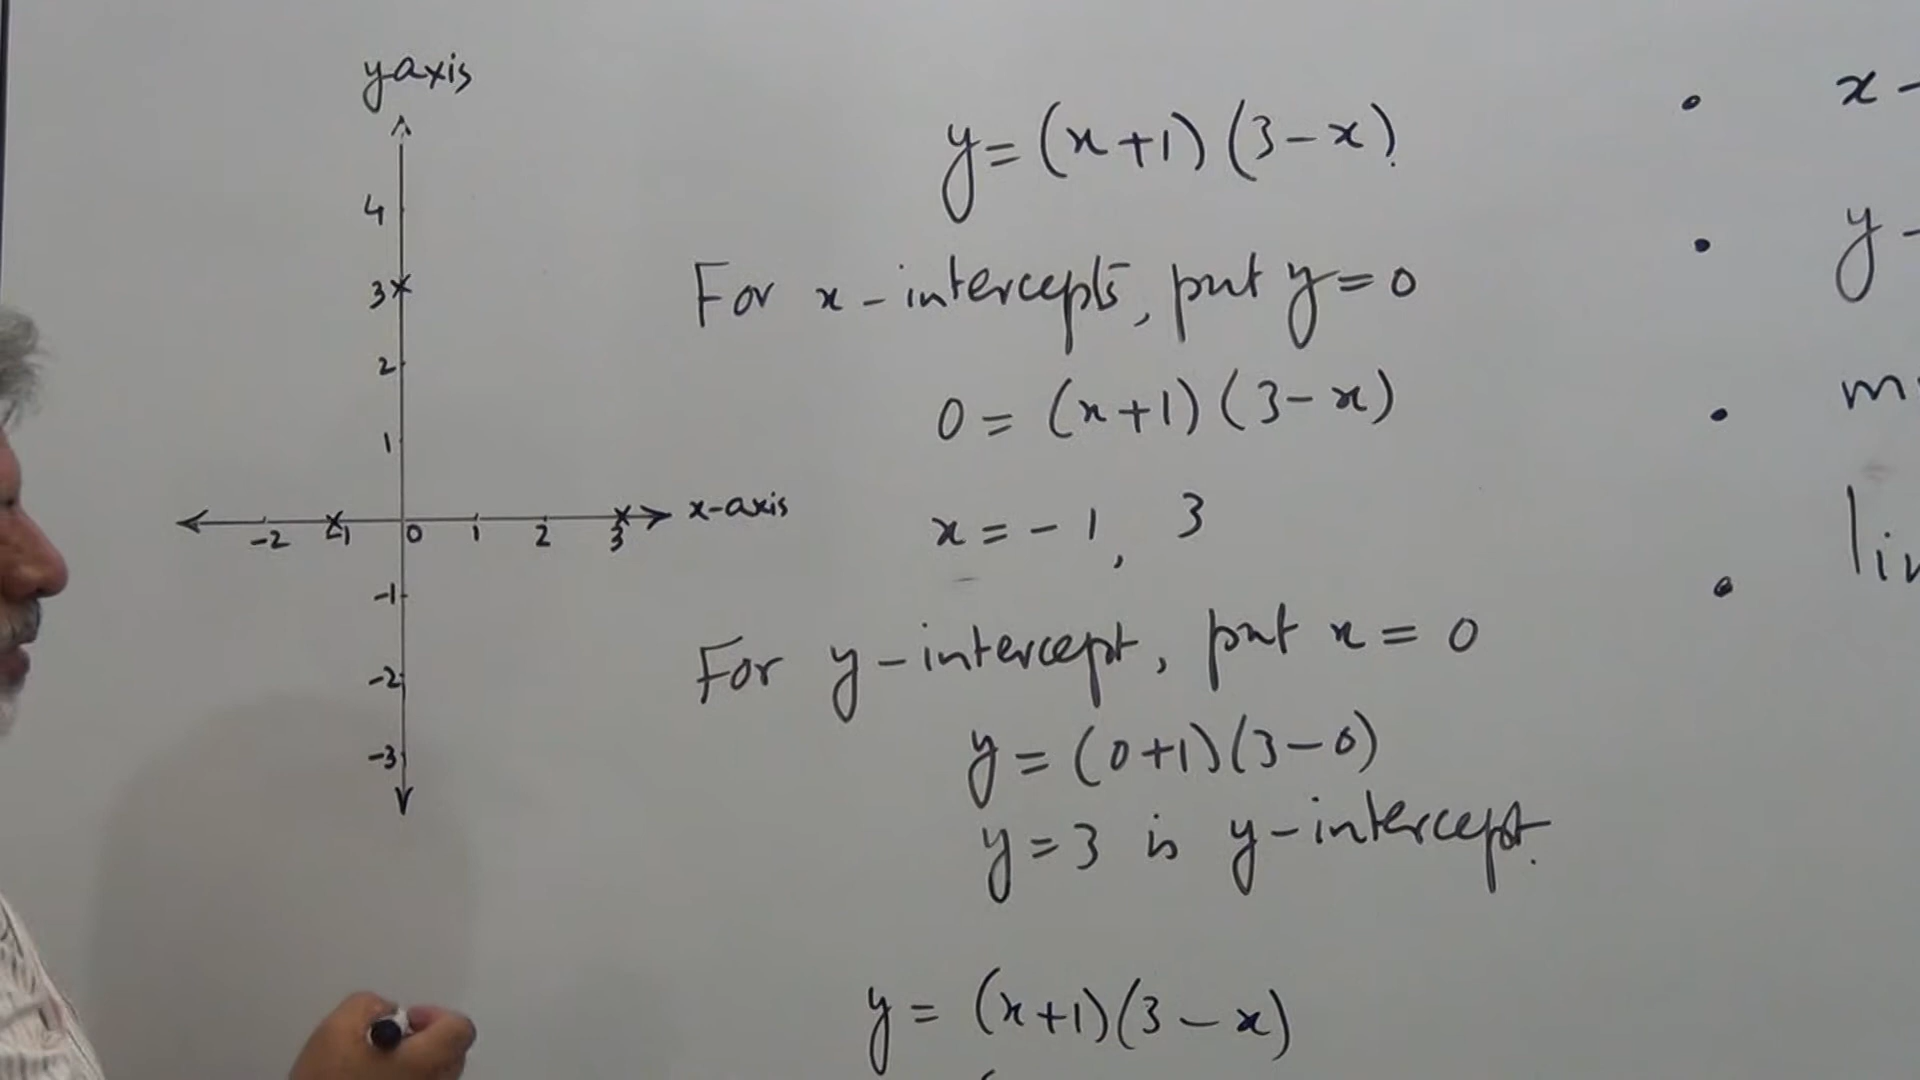 y axis
4
3
2
1
-2 -1 0 1 2 3 x-axis
-1
-2
-3
y = (x+1) (3-x).
For x-intercepts, put y = 0
0 = (x+1) (3-x)
x = -1, 3
For y-intercept, put x = 0
y = (0+1) (3-0)
y = 3 is y-intercept.
y = (x+1) (3-x)
• x-
• y-
•
•